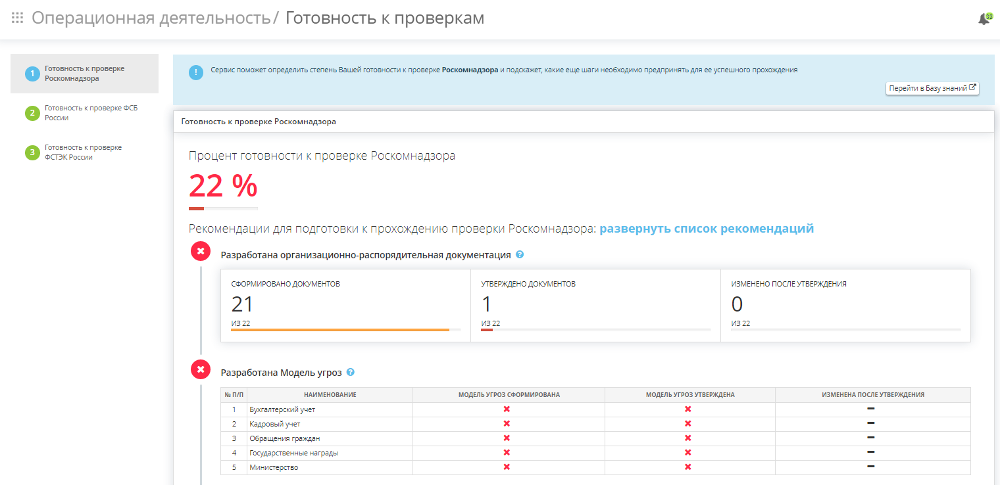 Операционная деятельность/ Готовность к проверкам
32
1 Готовность к проверке
Роскомнадзора
2 Готовность к проверке ФСБ
России
3 Готовность к проверке
ФСТЭК России
! Сервис поможет определить степень Вашей готовности к проверке Роскомнадзора и подскажет, какие еще шаги необходимо предпринять для ее успешного прохождения
Перейти в Базу знаний
Готовность к проверке Роскомнадзора
Процент готовности к проверке Роскомнадзора
22 %
Рекомендации для подготовки к прохождению проверки Роскомнадзора: развернуть список рекомендаций
Разработана организационно-распорядительная документация ?
СФОРМИРОВАНО ДОКУМЕНТОВ УТВЕРЖДЕНО ДОКУМЕНТОВ ИЗМЕНЕНО ПОСЛЕ УТВЕРЖДЕНИЯ
21 1 0
ИЗ 22 ИЗ 22 ИЗ 22
Разработана Модель угроз ?
№ П/П НАИМЕНОВАНИЕ МОДЕЛЬ УГРОЗ СФОРМИРОВАНА МОДЕЛЬ УГРОЗ УТВЕРЖДЕНА ИЗМЕНЕНА ПОСЛЕ УТВЕРЖДЕНИЯ
1 Бухгалтерский учет
2 Кадровый учет
3 Обращения граждан
4 Государственные награды
5 Министерство